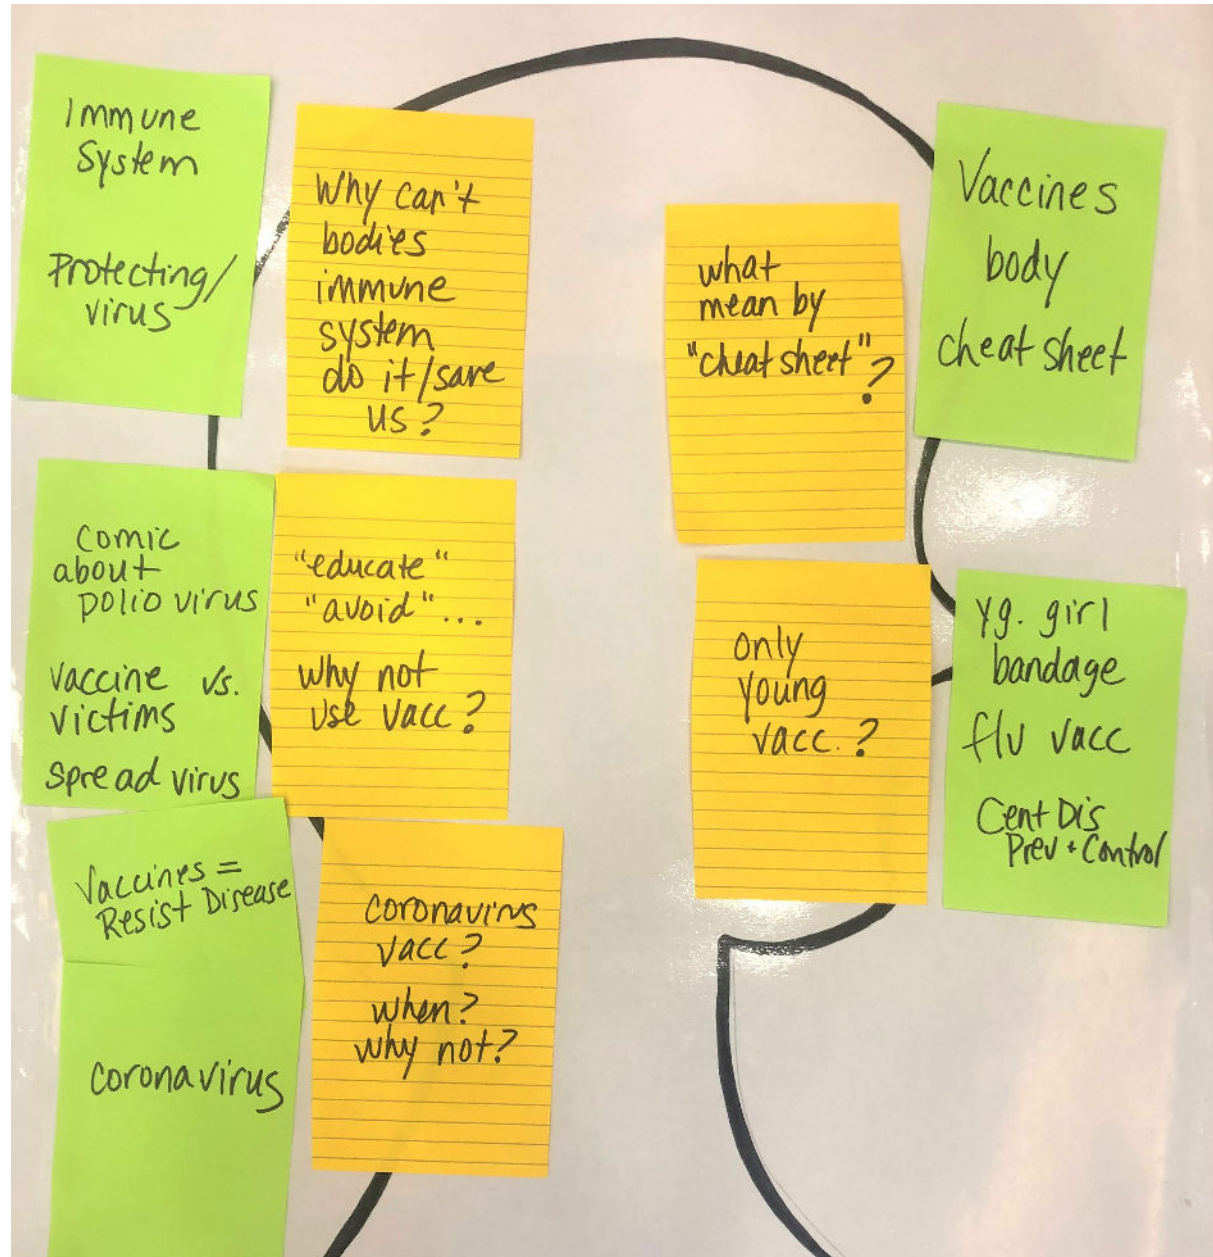 Immune
System
Protecting/
virus
Why can't
bodies
immune
system
do it/save
us?
what
mean by
"cheat sheet"
?
Vaccines
body
cheat sheet
comic
about
polio virus
vaccine vs.
victims
spread virus
"educate"
"avoid"...
why not
use vacc?
only
young
vacc.?
yg. girl
bandage
flu vacc
Cent Dis
Prev + Control
Vaccines =
Resist Disease
coronavirus
coronavirus
vacc?
when?
why not?